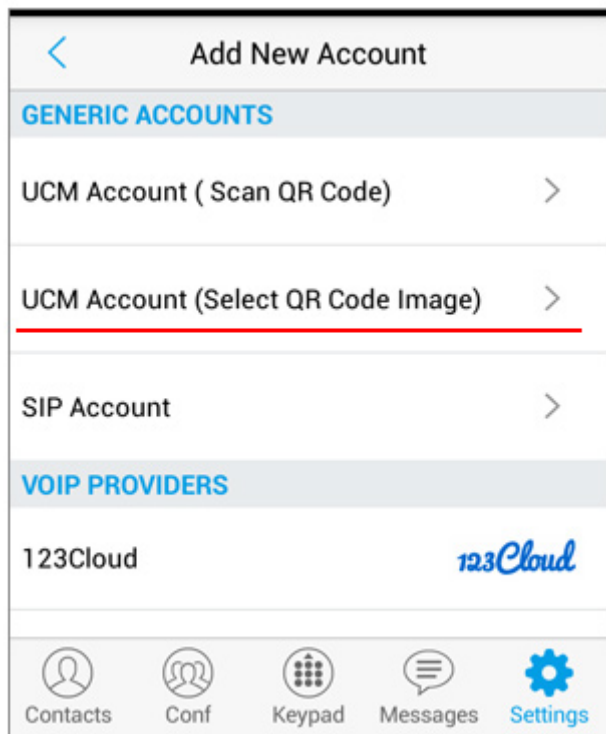 Add New Account
GENERIC ACCOUNTS
UCM Account ( Scan QR Code)
UCM Account (Select QR Code Image)
SIP Account
VOIP PROVIDERS
123Cloud 123Cloud
Contacts Conf Keypad Messages Settings